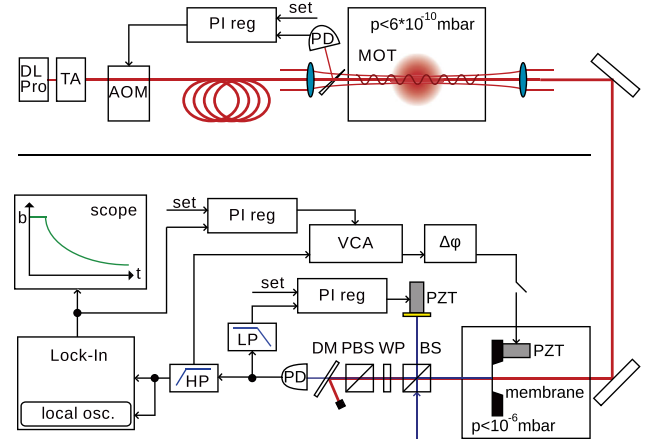 set
PI reg
PD
p<6*10^-10 mbar
MOT
DL
Pro
TA
AOM
b
scope
t
set
PI reg
VCA
Δφ
set
PI reg
PZT
LP
Lock-In
local osc.
HP
PD
DM PBS WP BS
PZT
membrane
p<10^-6 mbar